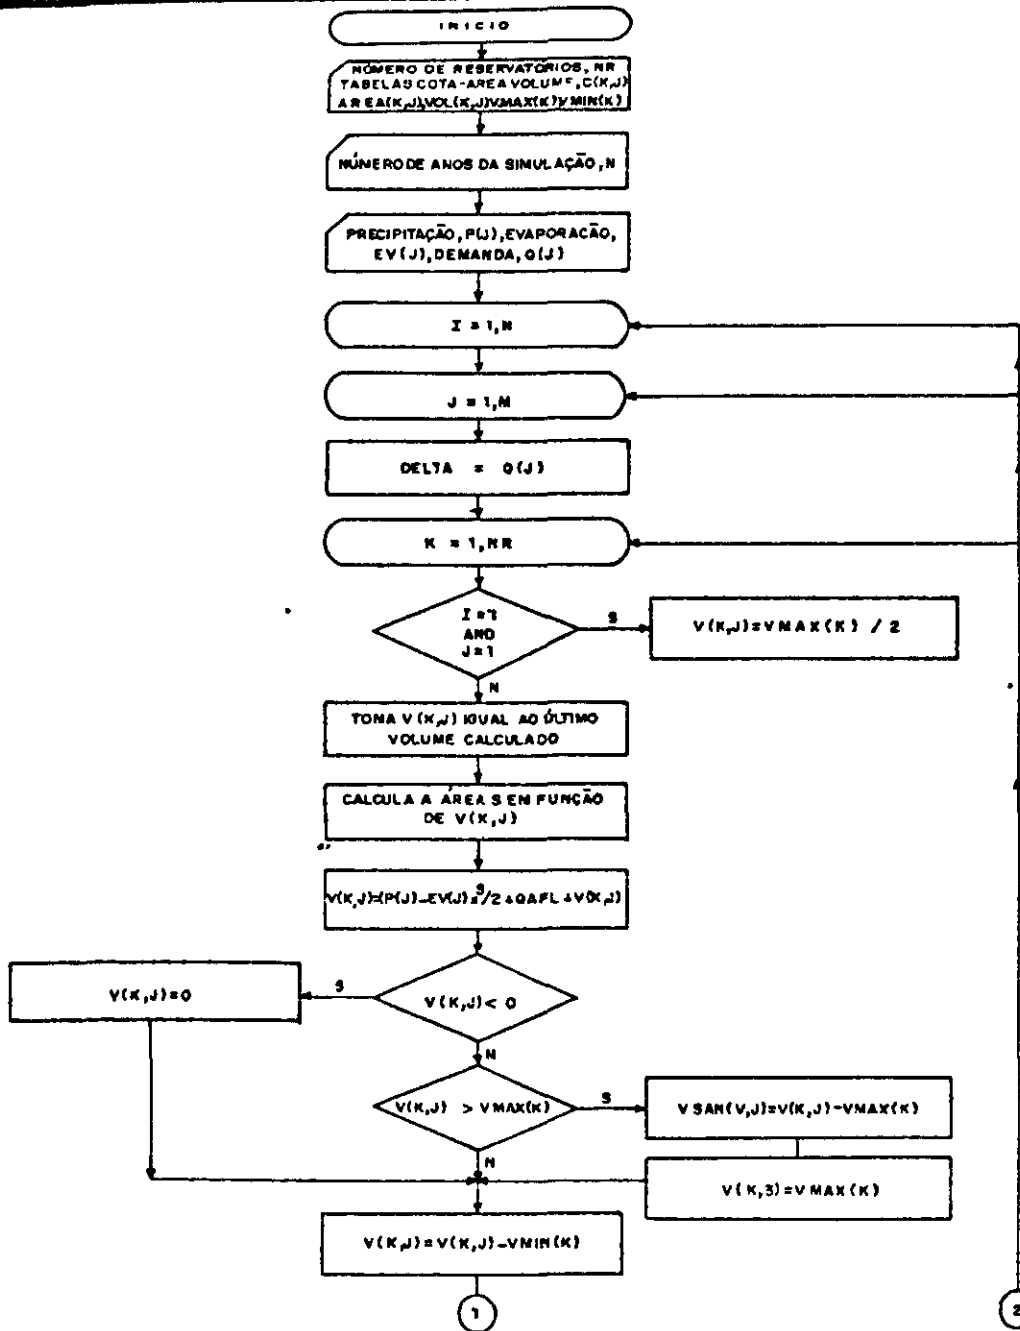 INICIO
NÚMERO DE RESERVATÓRIOS, NR
TABELAS COTA-AREA VOLUME, C(K,J)
AREA(K,J),VOL(K,J)VMAX(K)VMIN(K)
NÚMERO DE ANOS DA SIMULAÇÃO, N
PRECIPITAÇÃO, P(J), EVAPORAÇÃO,
EV(J), DEMANDA, Q(J)
I = 1,N
J = 1,M
DELTA = Q(J)
K = 1,NR
I = 1
AND
J = 1
S
V(K,J)=VMAX(K) / 2
N
TOMA V(K,J) IGUAL AO ÚLTIMO
VOLUME CALCULADO
CALCULA A ÁREA S EM FUNÇÃO
DE V(K,J)
V(K,J)=(P(J)-EV(J)*S/2+QAFL+V(K,J)
V(K,J) < 0
S
V(K,J)=0
N
V(K,J) > VMAX(K)
S
VSAN(V,J)=V(K,J)-VMAX(K)
V(K,3)=VMAX(K)
N
V(K,J)=V(K,J)-VMIN(K)
1
2